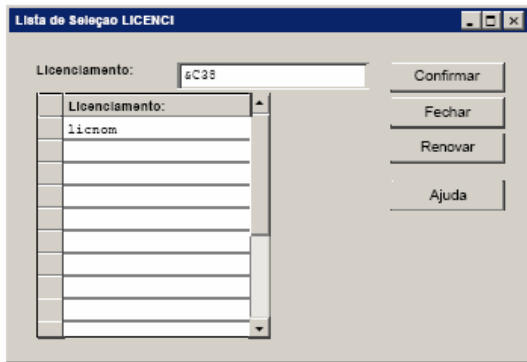 Lista de Seleçao LICENCI
Licenciamento:
&C38
Confirmar
Licenciamento:
Fechar
licnom
Renovar
Ajuda